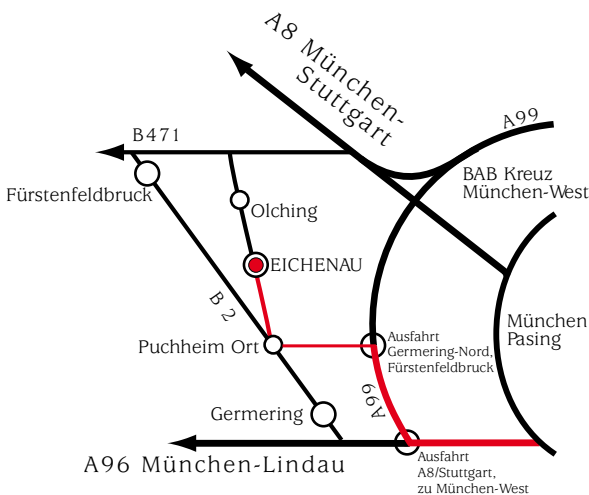 A8 München-
Stuttgart
A99
B471
BAB Kreuz
München-West
Fürstenfeldbruck
Olching
EICHENAU
B 2
München
Pasing
Puchheim Ort
Ausfahrt
Germering-Nord,
Fürstenfeldbruck
A99
Germering
A96 München-Lindau
Ausfahrt
A8/Stuttgart,
zu München-West